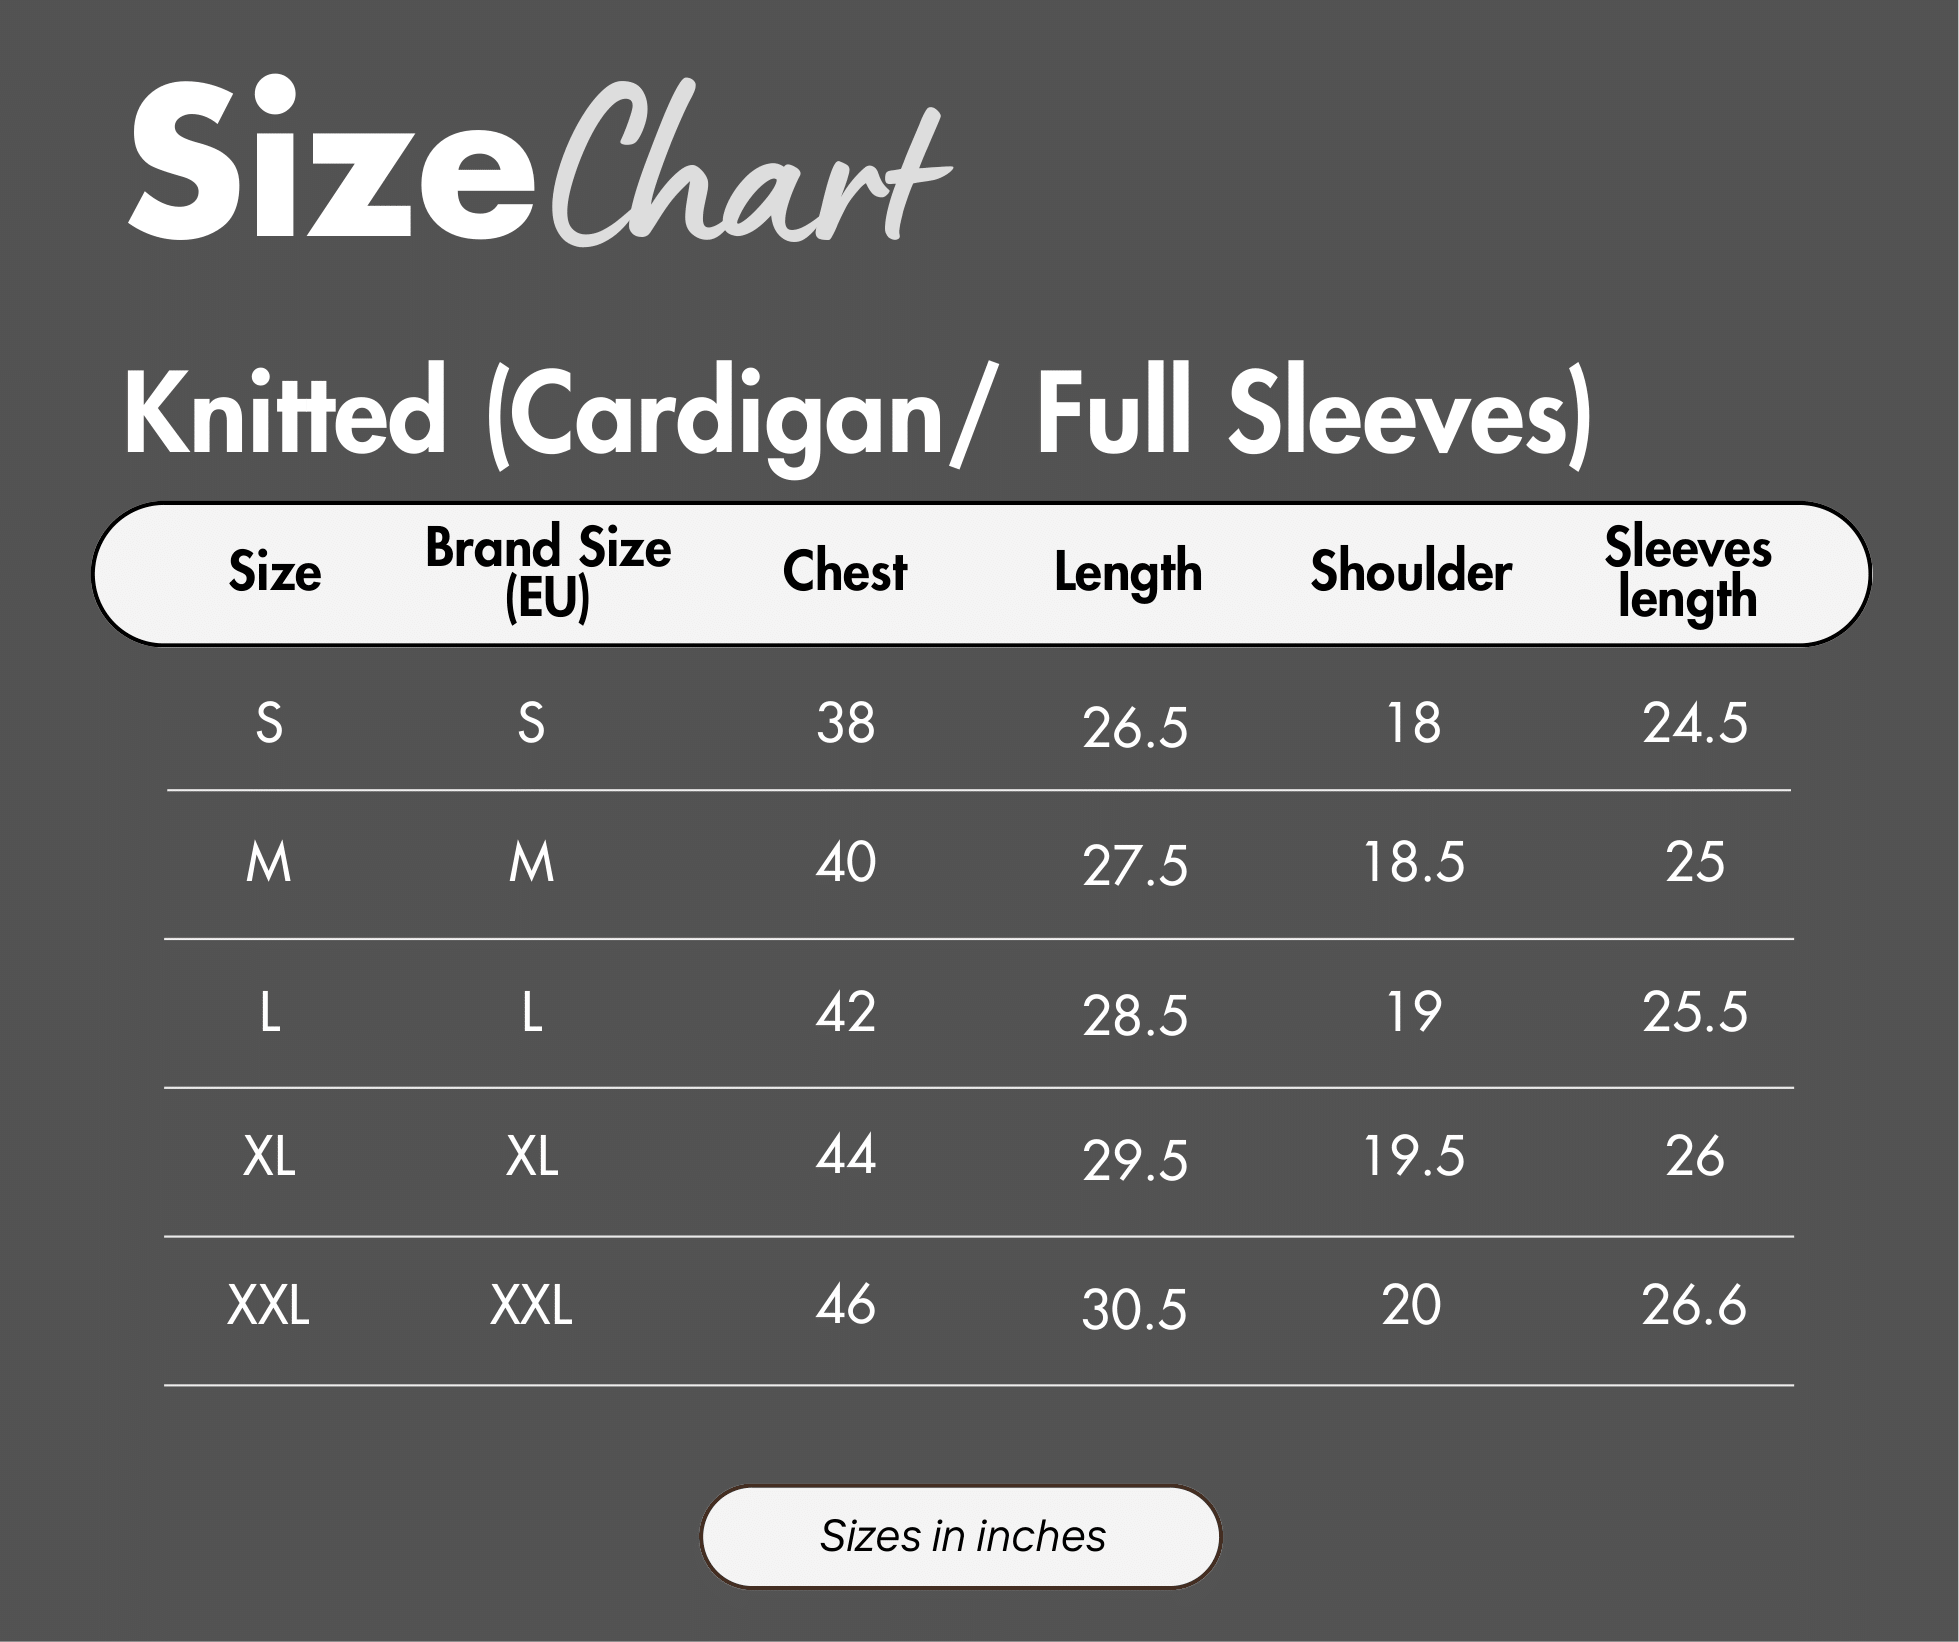 Size Chart
Knitted (Cardigan/ Full Sleeves)
Size Brand Size (EU) Chest Length Shoulder Sleeves length
S S 38 26.5 18 24.5
M M 40 27.5 18.5 25
L L 42 28.5 19 25.5
XL XL 44 29.5 19.5 26
XXL XXL 46 30.5 20 26.6
Sizes in inches